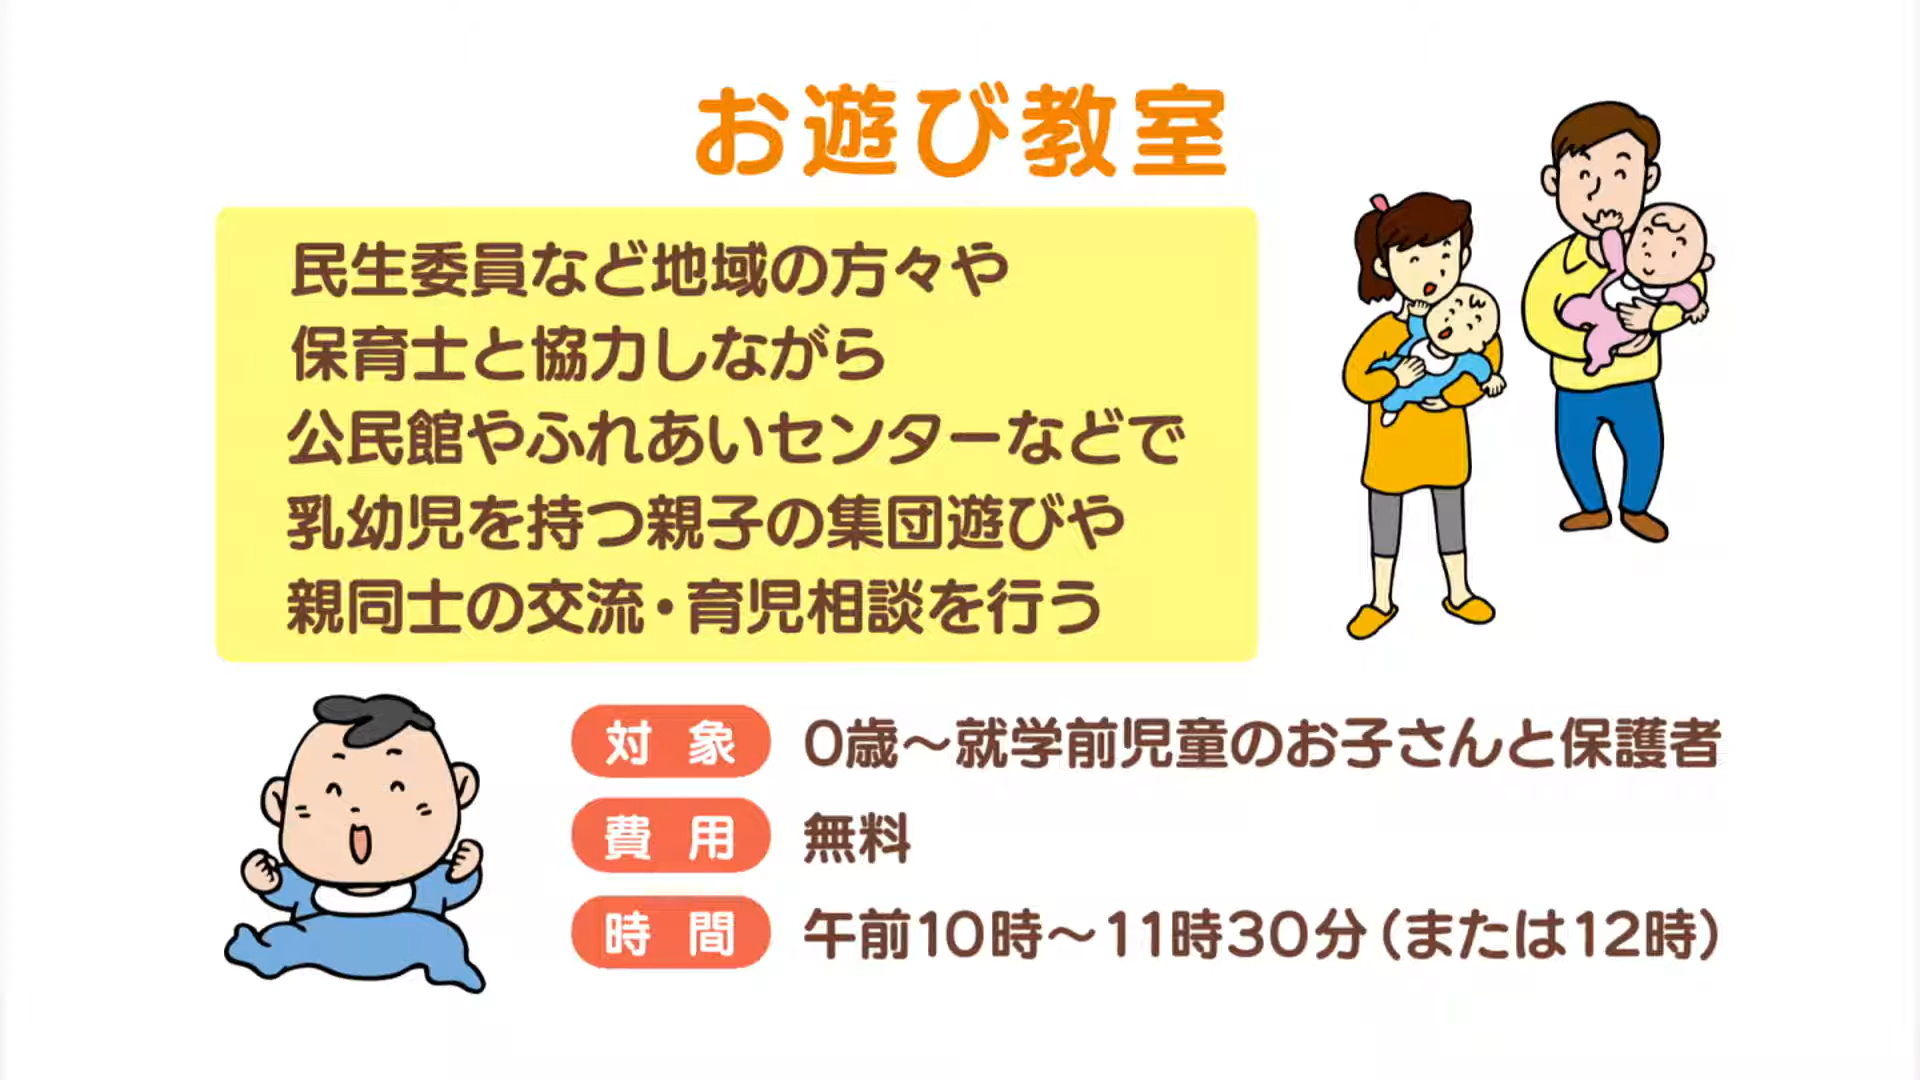 お遊び教室
民生委員など地域の方々や
保育士と協力しながら
公民館やふれあいセンターなどで
乳幼児を持つ親子の集団遊びや
親同士の交流・育児相談を行う
対象 0歳～就学前児童のお子さんと保護者
費用 無料
時間 午前10時～11時30分（または12時）